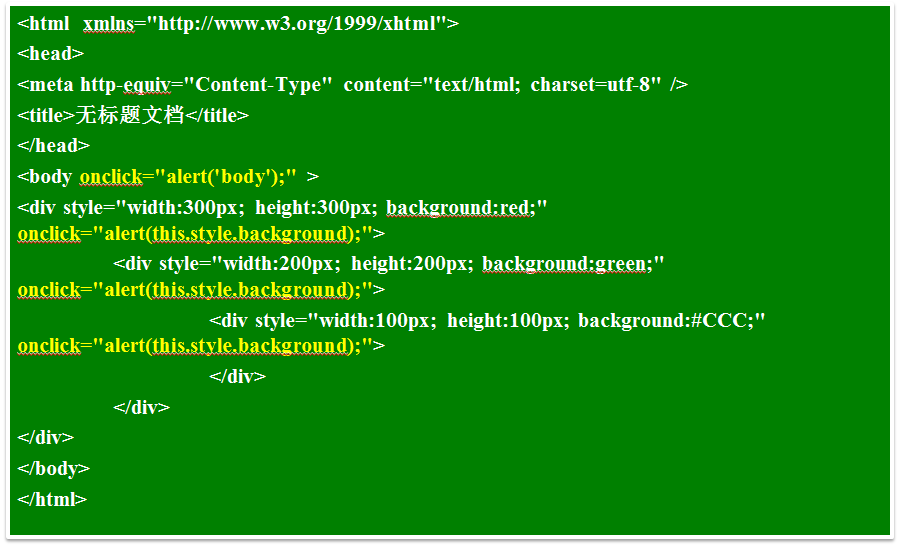 <html xmlns="http://www.w3.org/1999/xhtml">
<head>
<meta http-equiv="Content-Type" content="text/html; charset=utf-8" />
<title>无标题文档</title>
</head>
<body onclick="alert('body');" >
<div style="width:300px; height:300px; background:red;"
onclick="alert(this.style.background);">
<div style="width:200px; height:200px; background:green;"
onclick="alert(this.style.background);">
<div style="width:100px; height:100px; background:#CCC;"
onclick="alert(this.style.background);">
</div>
</div>
</div>
</body>
</html>